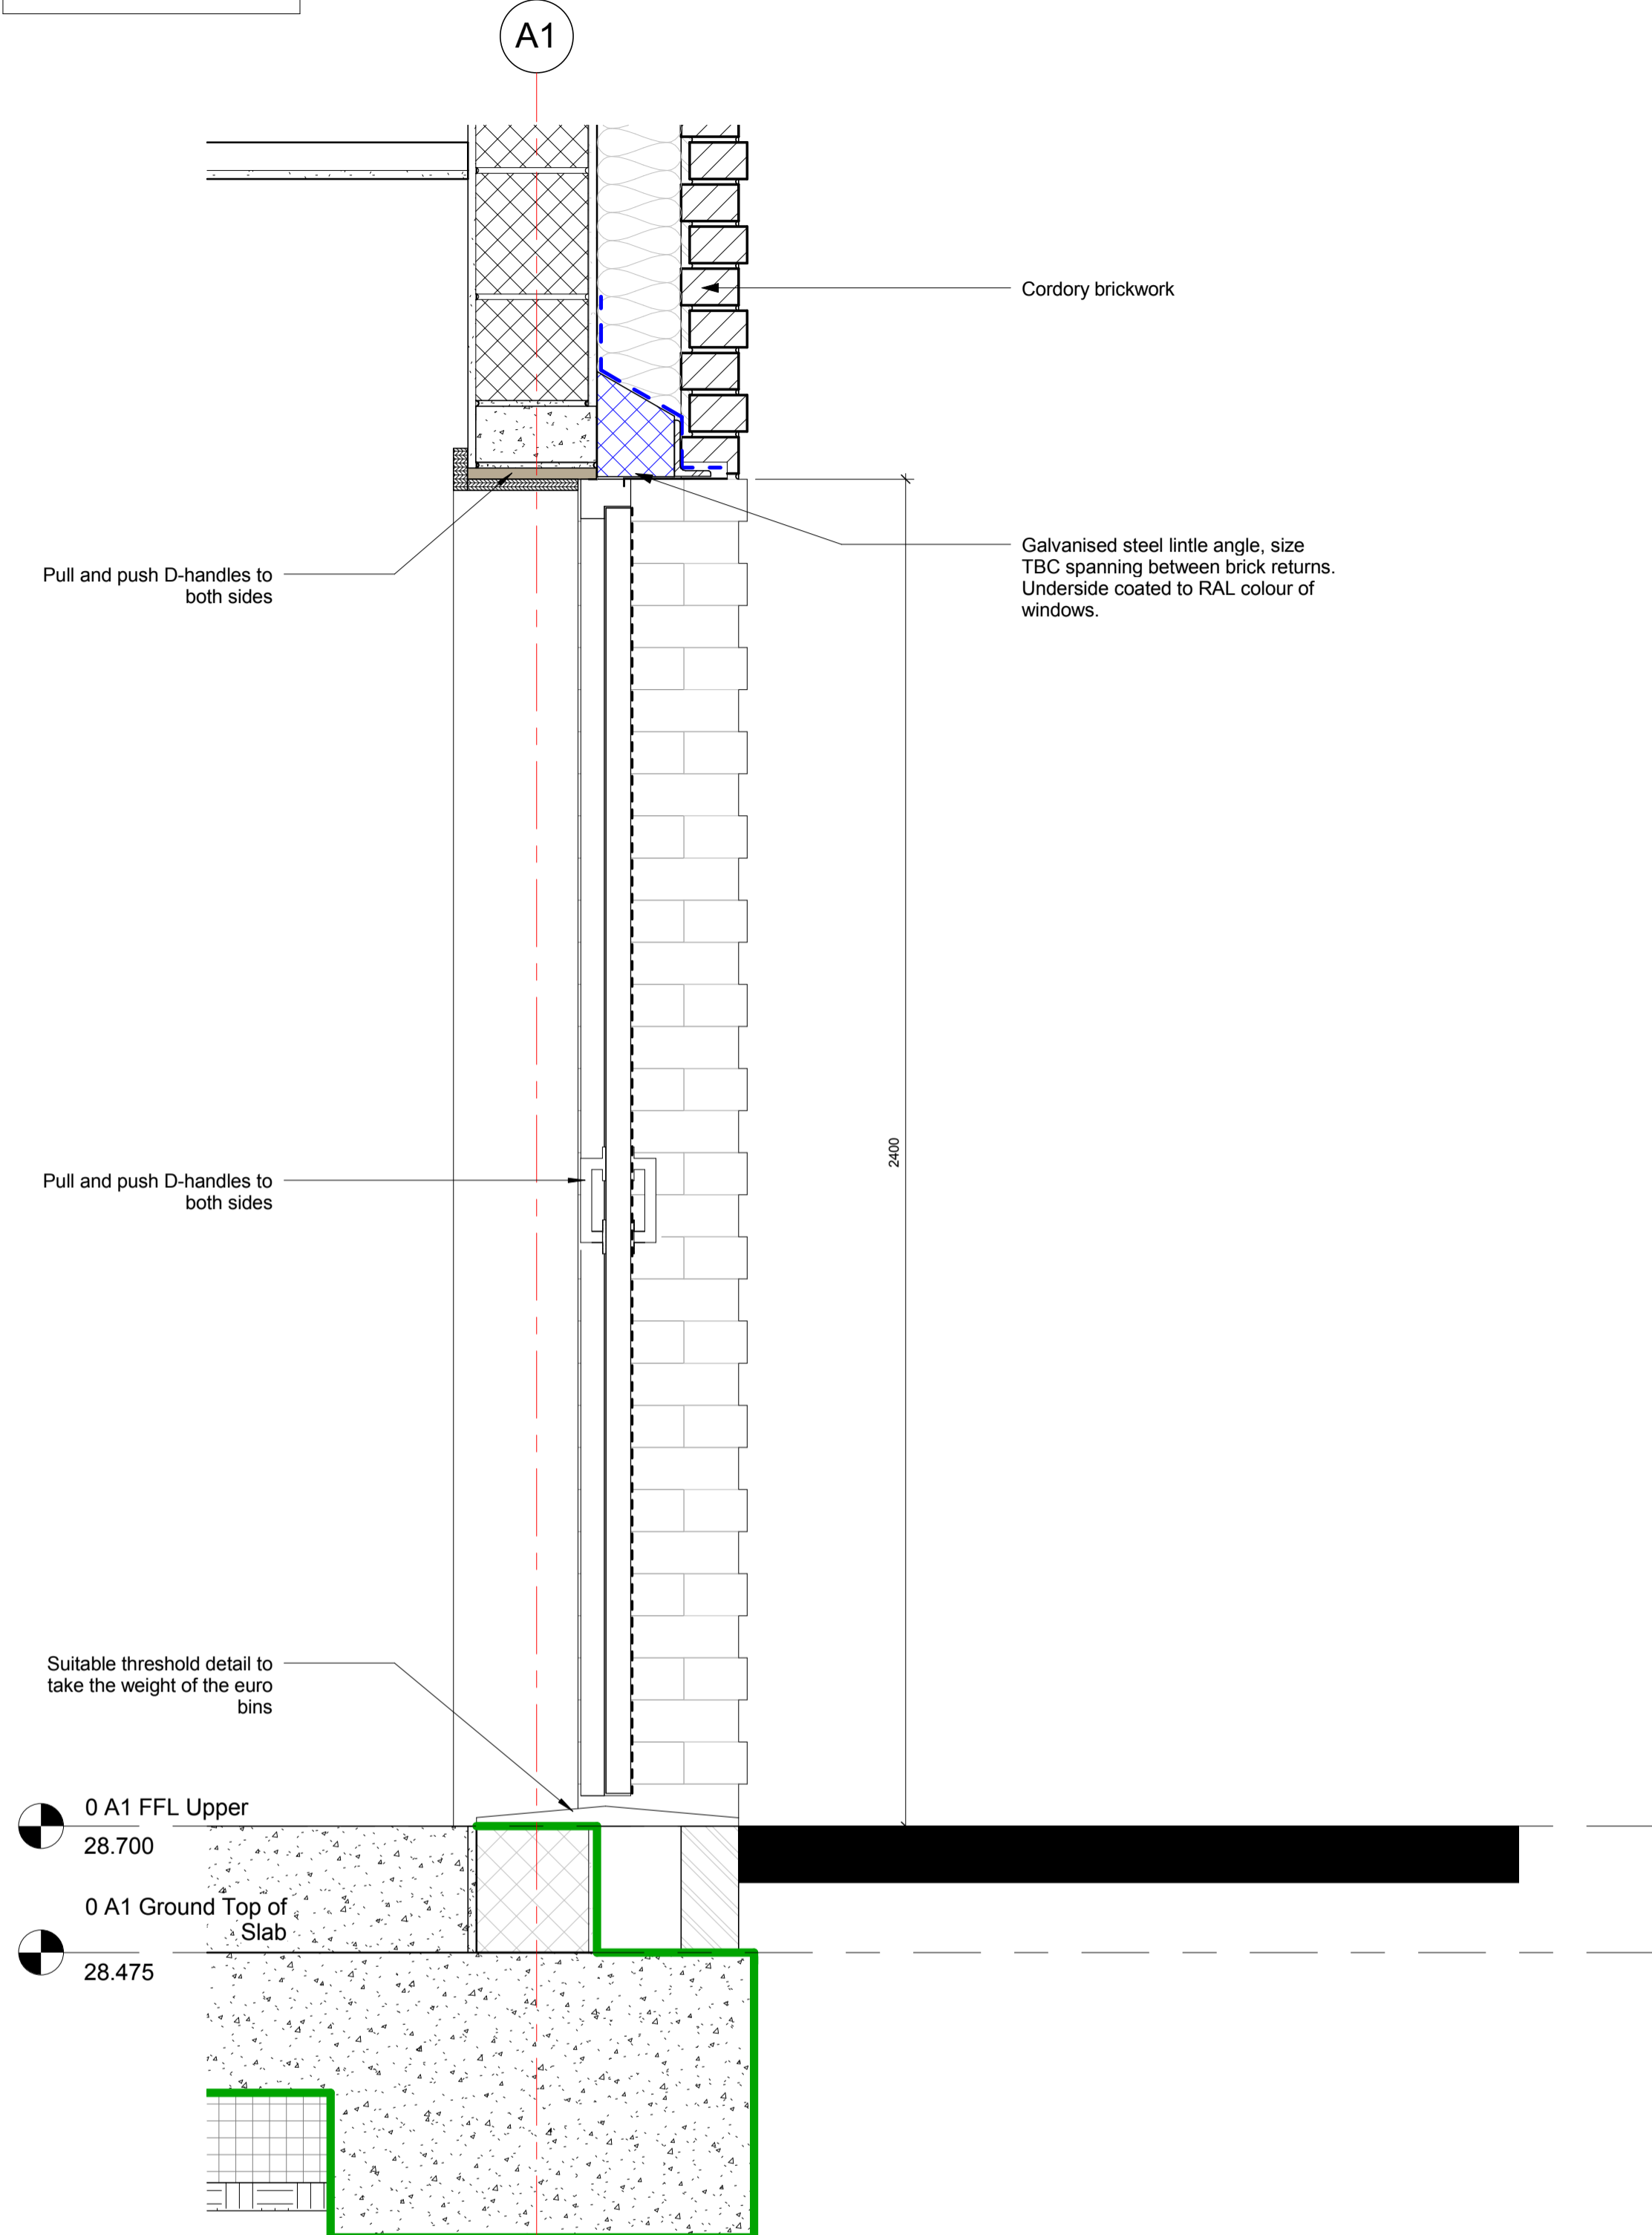 A1
Cordory brickwork
Galvanised steel lintle angle, size
TBC spanning between brick returns.
Underside coated to RAL colour of
windows.
Pull and push D-handles to
both sides
2400
Pull and push D-handles to
both sides
Suitable threshold detail to
take the weight of the euro
bins
0 A1 FFL Upper
28.700
0 A1 Ground Top of
Slab
28.475